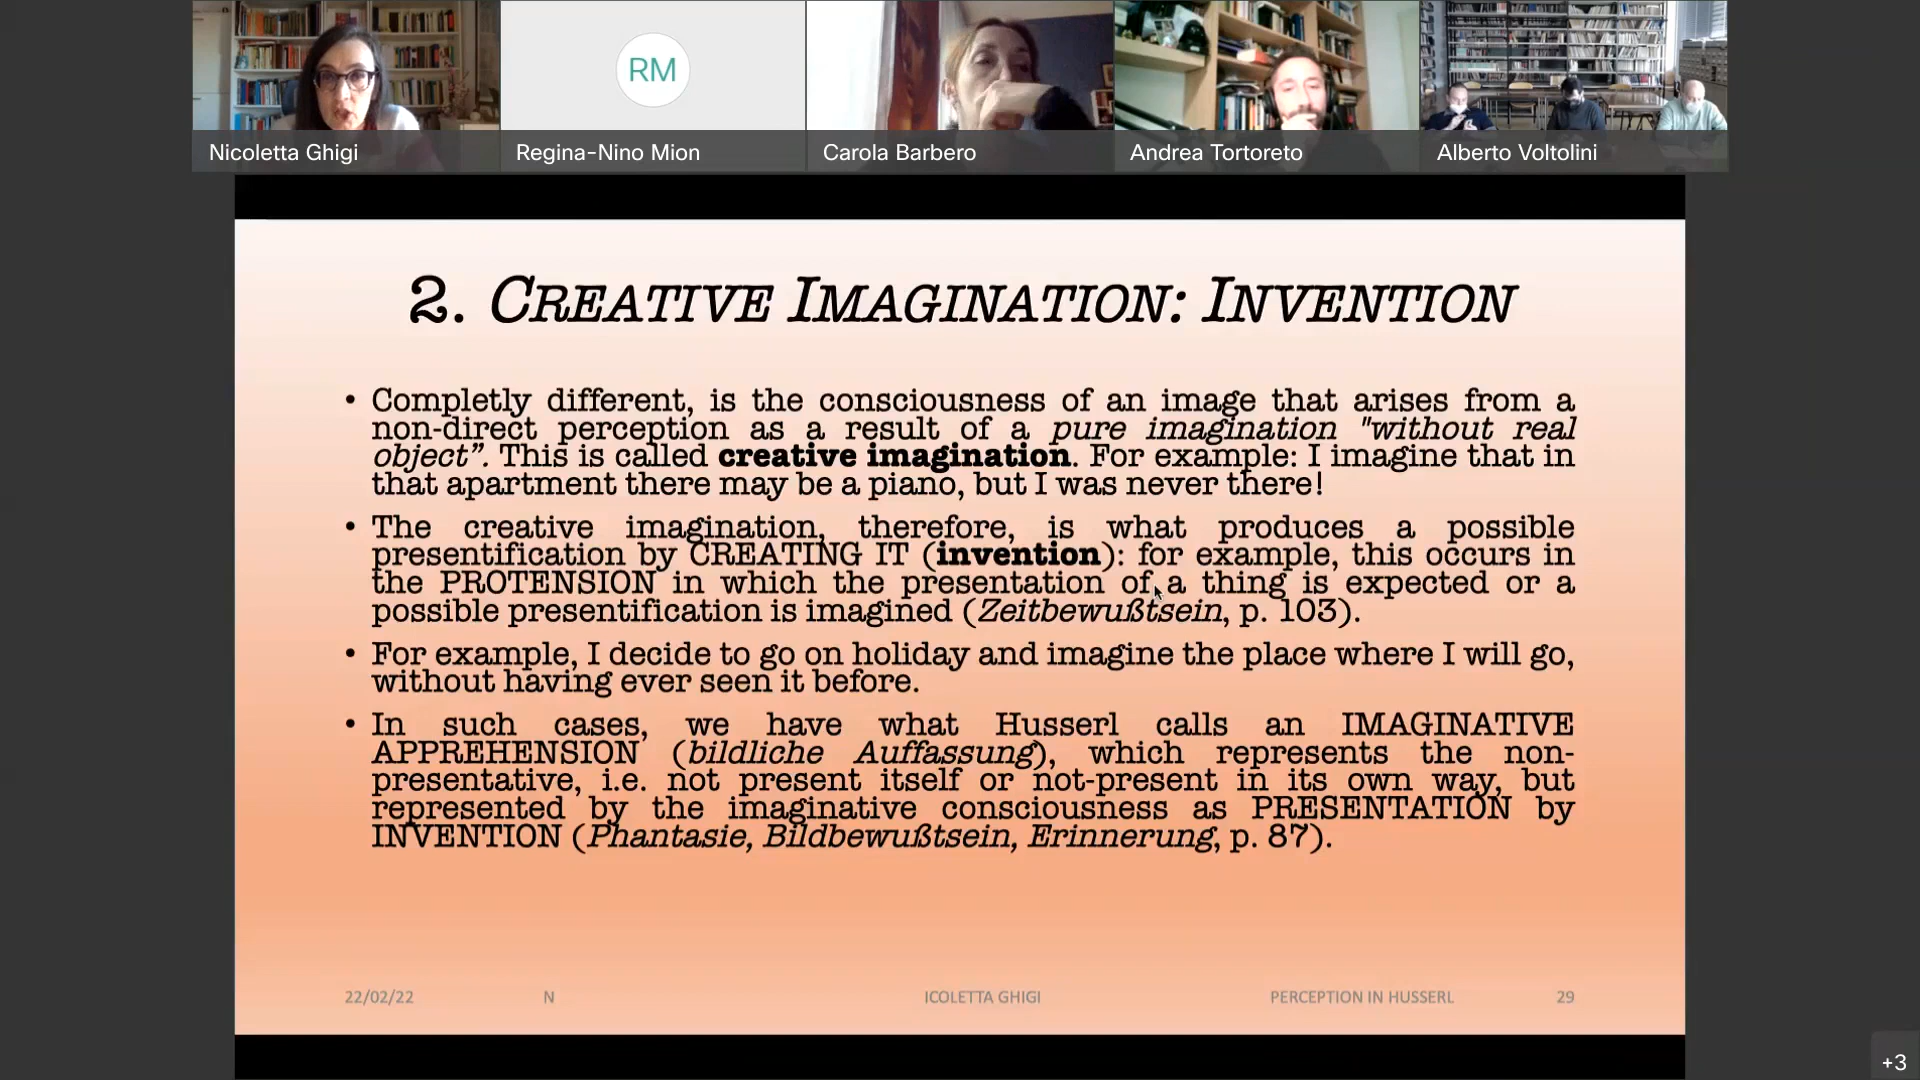 Nicoletta Ghigi
RM
Regina-Nino Mion
Carola Barbero
Andrea Tortoreto
Alberto Voltolini
2. CREATIVE IMAGINATION: INVENTION
• Completly different, is the consciousness of an image that arises from a
non-direct perception as a result of a pure imagination "without real
object”. This is called creative imagination. For example: I imagine that in
that apartment there may be a piano, but I was never there!
• The creative imagination, therefore, is what produces a possible
presentification by CREATING IT (invention): for example, this occurs in
the PROTENSION in which the presentation of a thing is expected or a
possible presentification is imagined (Zeitbewußtsein, p. 103).
• For example, I decide to go on holiday and imagine the place where I will go,
without having ever seen it before.
• In such cases, we have what Husserl calls an IMAGINATIVE
APPREHENSION (bildliche Auffassung), which represents the non-
presentative, i.e. not present itself or not-present in its own way, but
represented by the imaginative consciousness as PRESENTATION by
INVENTION (Phantasie, Bildbewußtsein, Erinnerung, p. 87).
22/02/22 N ICOLETTA GHIGI PERCEPTION IN HUSSERL 29
+3